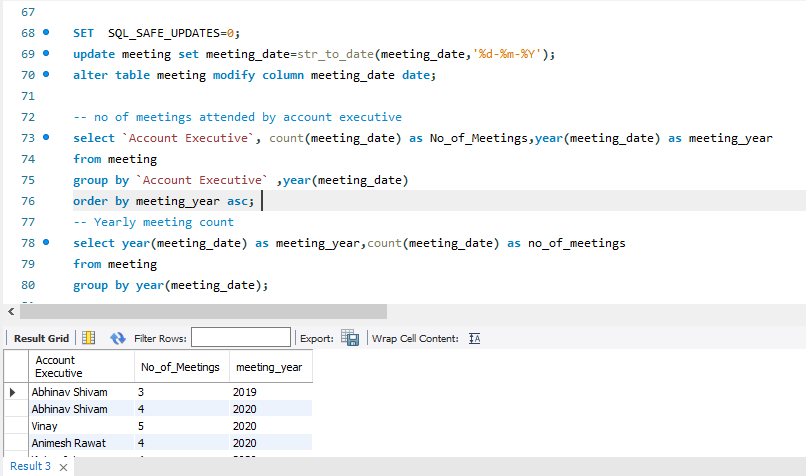 67
68 SET SQL_SAFE_UPDATES=0;
69 update meeting set meeting_date=str_to_date(meeting_date,'%d-%m-%Y');
70 alter table meeting modify column meeting_date date;
71
72 -- no of meetings attended by account executive
73 select `Account Executive`, count(meeting_date) as No_of_Meetings,year(meeting_date) as meeting_year
74 from meeting
75 group by `Account Executive` ,year(meeting_date)
76 order by meeting_year asc;
77 -- Yearly meeting count
78 select year(meeting_date) as meeting_year,count(meeting_date) as no_of_meetings
79 from meeting
80 group by year(meeting_date);
Result Grid Filter Rows: Export: Wrap Cell Content:
Account Executive No_of_Meetings meeting_year
Abhinav Shivam 3 2019
Abhinav Shivam 4 2020
Vinay 5 2020
Animesh Rawat 4 2020
Result 3